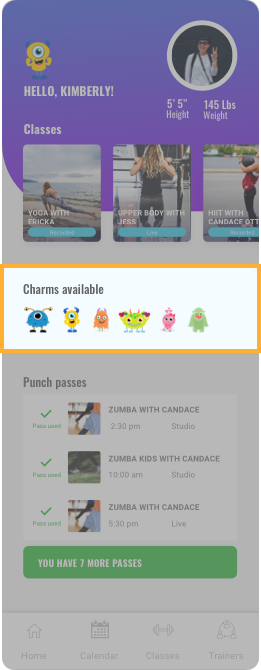 HELLO, KIMBERLY!
5' 5" 145 Lbs
Height Weight
Classes
YOGA WITH
ERICKA
Recorded
UPPER BODY WITH
JESS
Live
HIIT WITH
CANDACE OTT
Recorded
Charms available
Punch passes
ZUMBA WITH CANDACE
Pass used
2:30 pm Studio
ZUMBA KIDS WITH CANDACE
Pass used
10:00 am Studio
ZUMBA WITH CANDACE
Pass used
5:30 pm Live
YOU HAVE 7 MORE PASSES
Home Calendar Classes Trainers